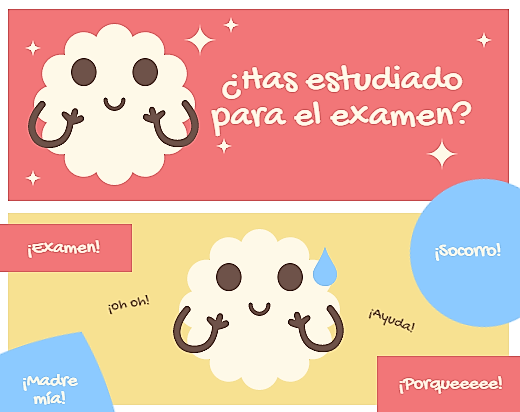 ¿Has estudiado
para el examen?
¡Examen!
¡Socorro!
¡oh oh!
¡Ayuda!
¡Madre
mía!
¡Porqueeeee!